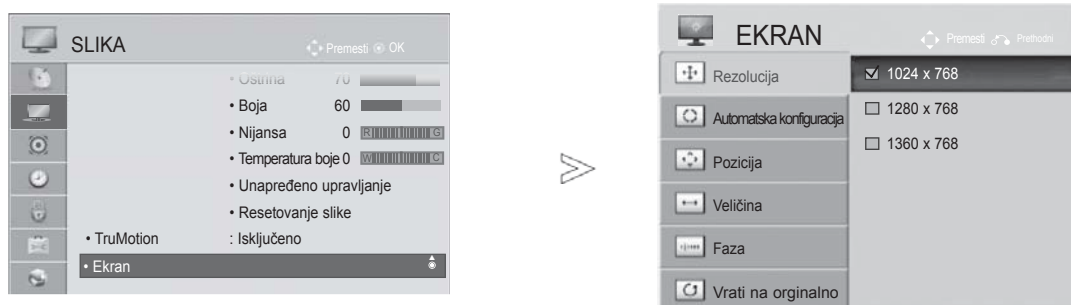 SLIKA
Premesti OK
• Oštrina 70
• Boja 60
• Nijansa 0 R G
• Temperatura boje 0 W C
• Unapređeno upravljanje
• Resetovanje slike
• TruMotion : Isključeno
• Ekran
EKRAN
Premesti Prethodni
Rezolucija
Automatska konfiguracija
Pozicija
Veličina
Faza
Vrati na orginalno
1024 x 768
1280 x 768
1360 x 768